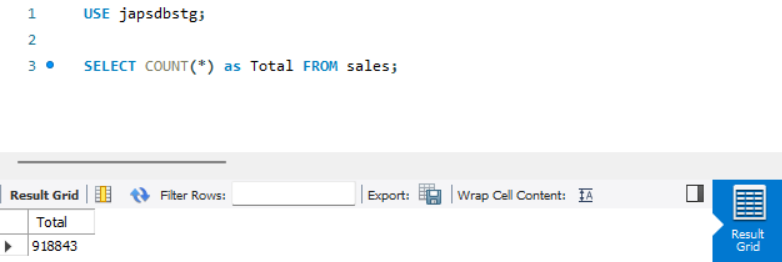 1 USE japsdbstg;
2
3 SELECT COUNT(*) as Total FROM sales;
Result Grid Filter Rows: Export: Wrap Cell Content: IA
Total
918843
Result
Grid